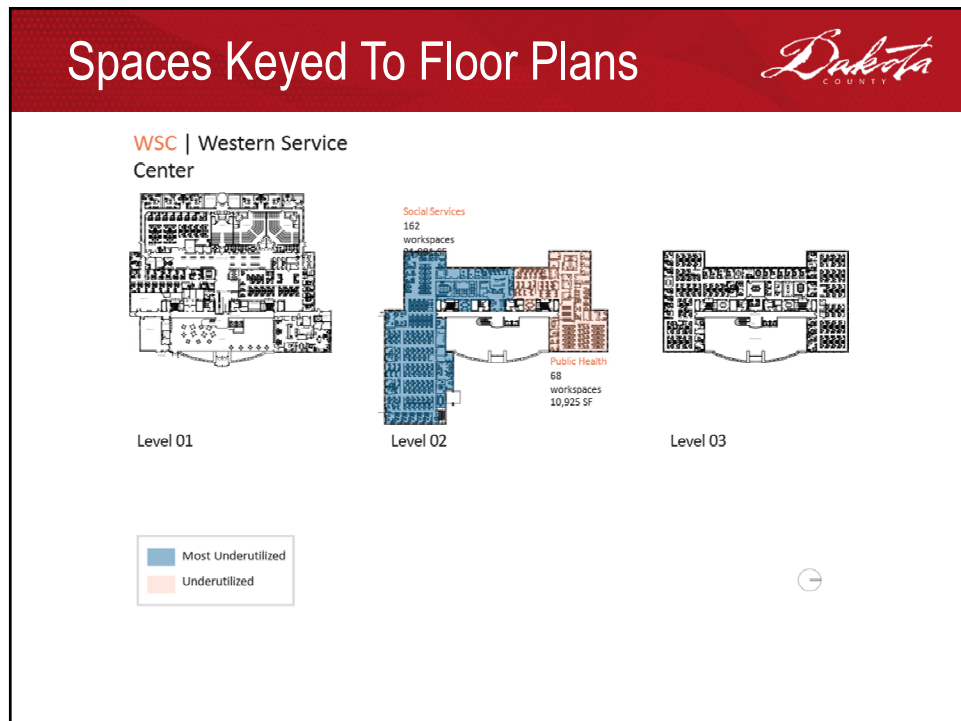 Spaces Keyed To Floor Plans
Dakota
COUNTY
WSC | Western Service
Center
Social Services
162
workspaces
SF
Public Health
68
workspaces
10,925 SF
Level 01
Level 02
Level 03
Most Underutilized
Underutilized